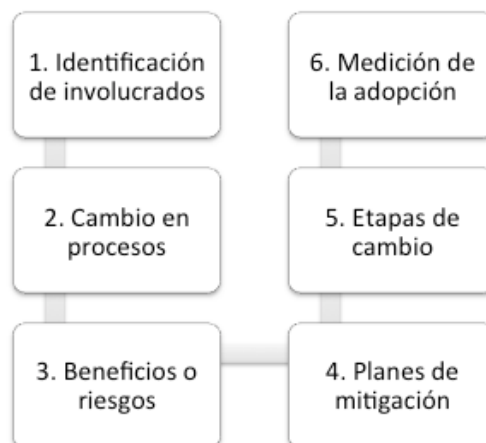 1. Identificación
de involucrados
2. Cambio en
procesos
3. Beneficios o
riesgos
4. Planes de
mitigación
5. Etapas de
cambio
6. Medición de
la adopción